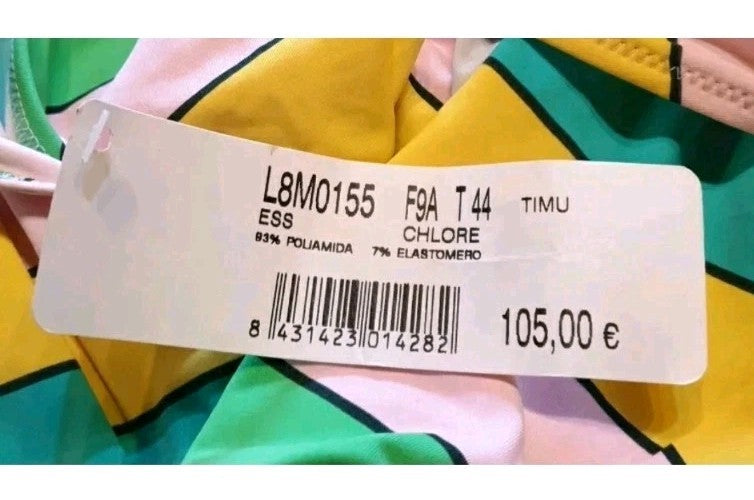 L8M0155 F9A T 44 TIMU
ESS CHLORE
93% POLIAMIDA 7% ELASTOMERO
8 431423 014282
105,00 €